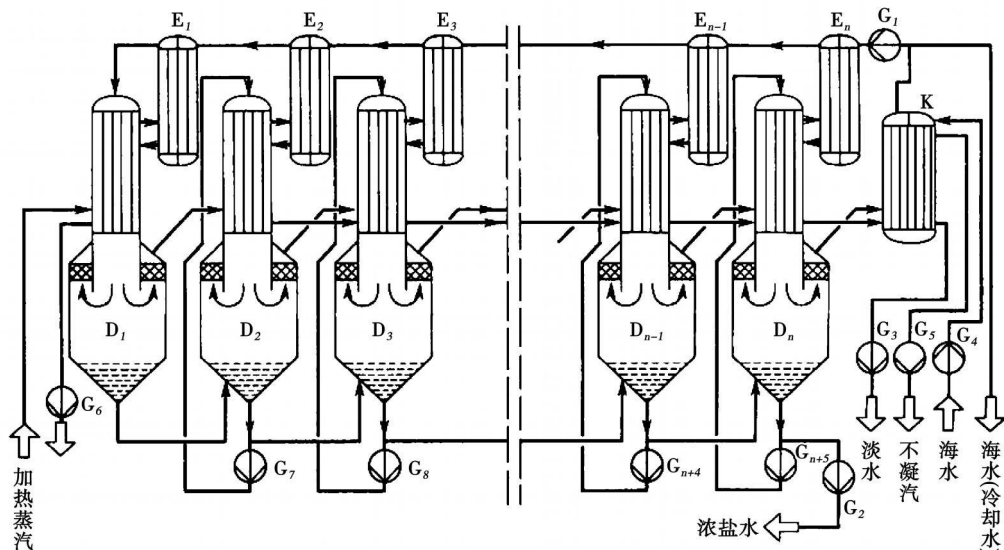 E₁
E₂
E₃
Eₙ₋₁
Eₙ
G₁
K
D₁
D₂
D₃
Dₙ₋₁
Dₙ
G₃
G₅
G₄
G₆
G₇
G₈
Gₙ₊₄
Gₙ₊₅
G₂
加热蒸汽
浓盐水
淡水
不凝汽
海水
海水(冷却水)